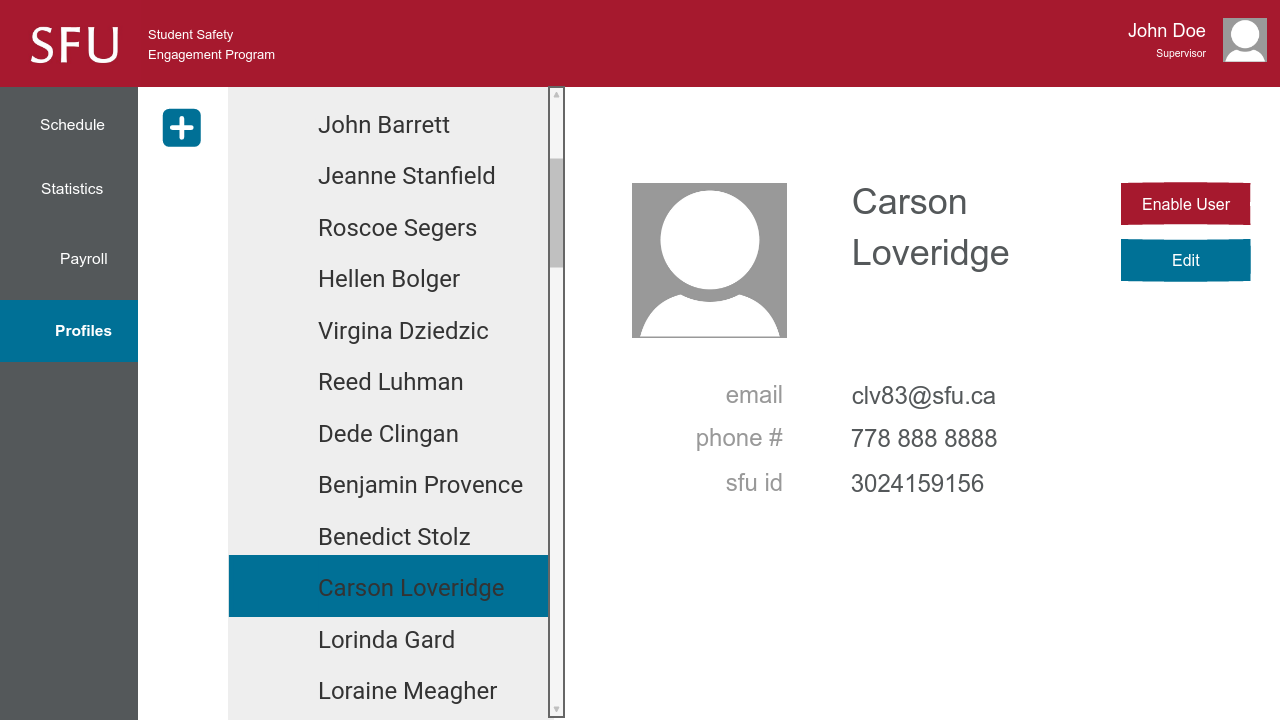 SFU
Student Safety
Engagement Program
John Doe
Supervisor
Schedule
Statistics
Payroll
Profiles
John Barrett
Jeanne Stanfield
Roscoe Segers
Hellen Bolger
Virgina Dziedzic
Reed Luhman
Dede Clingan
Benjamin Provence
Benedict Stolz
Carson Loveridge
Lorinda Gard
Loraine Meagher
Carson
Loveridge
Enable User
Edit
email clv83@sfu.ca
phone # 778 888 8888
sfu id 3024159156